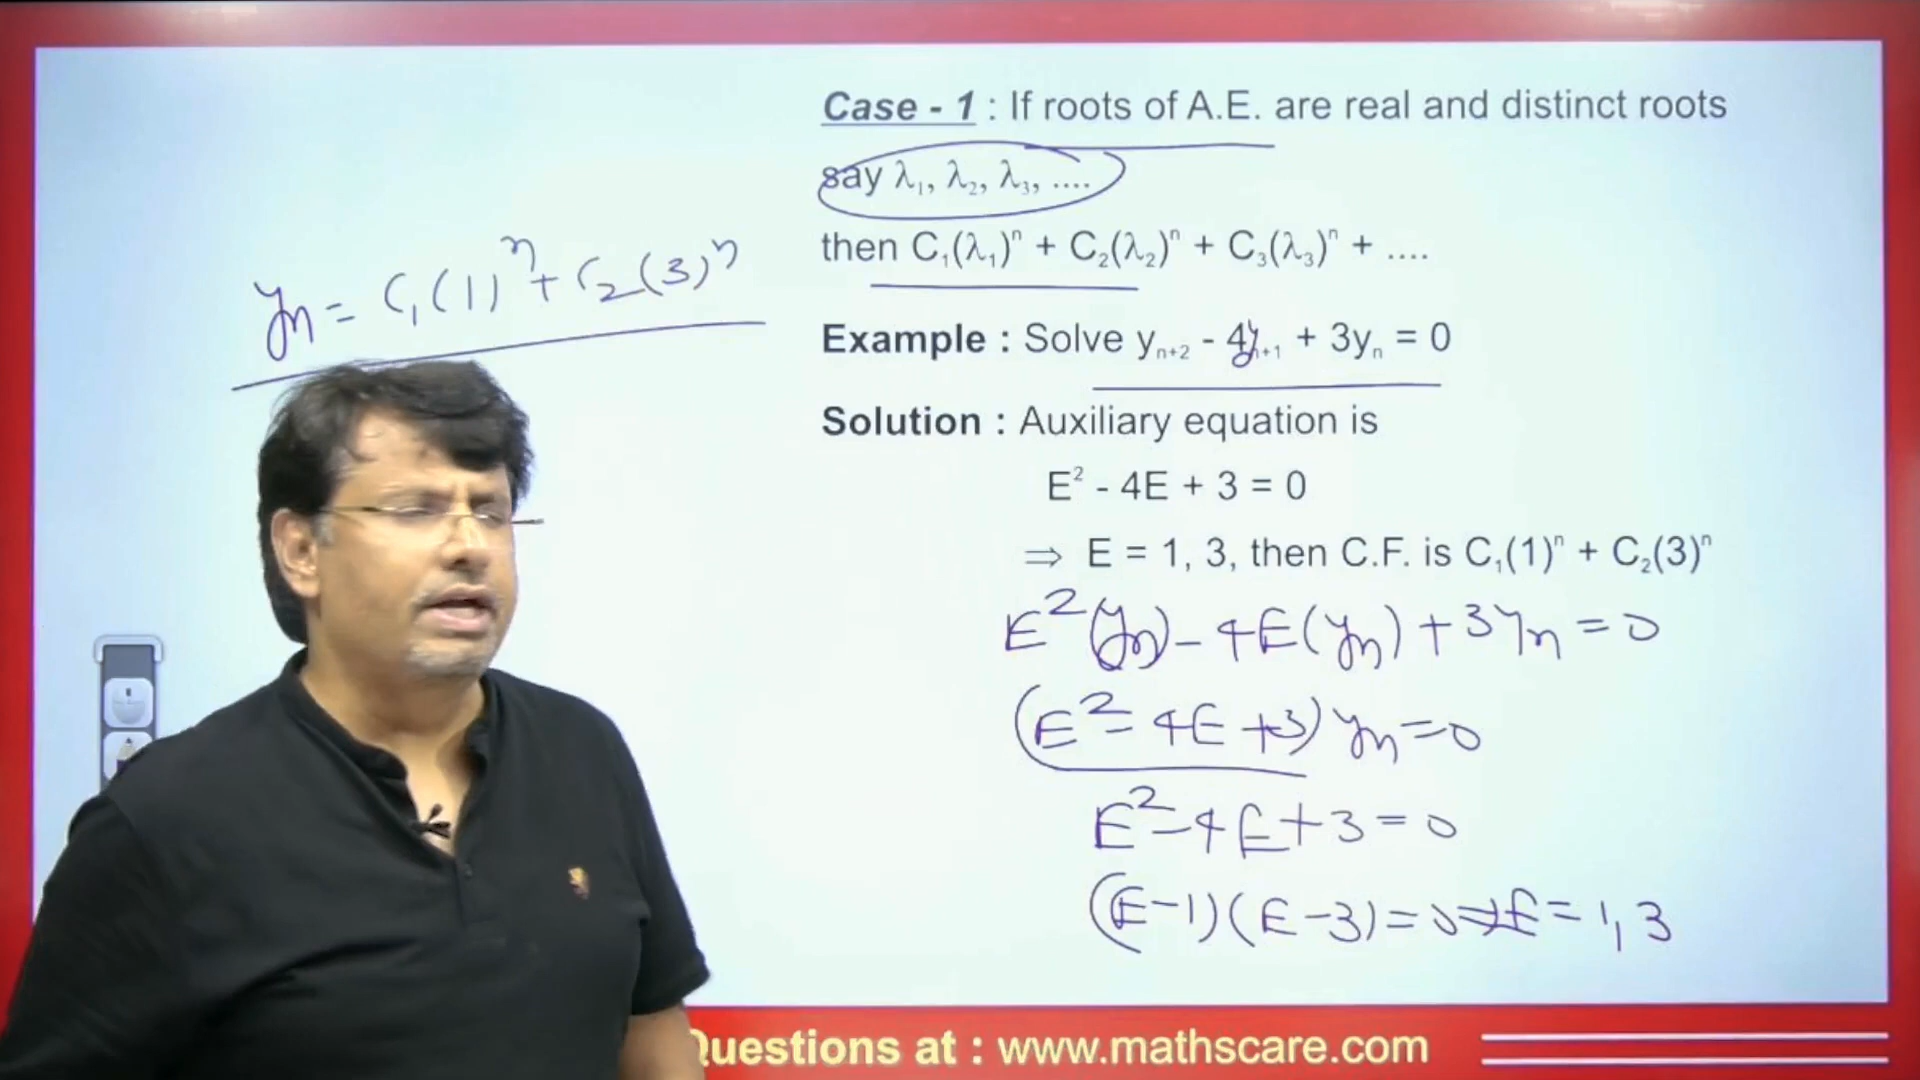 Case - 1 : If roots of A.E. are real and distinct roots
say λ₁, λ₂, λ₃, ....
then C₁(λ₁)ⁿ + C₂(λ₂)ⁿ + C₃(λ₃)ⁿ + ....
yₙ = C₁(1)ⁿ + C₂(3)ⁿ
Example : Solve yₙ₊₂ - 4yₙ₊₁ + 3yₙ = 0
Solution : Auxiliary equation is
E² - 4E + 3 = 0
⇒ E = 1, 3, then C.F. is C₁(1)ⁿ + C₂(3)ⁿ
E²(yₙ) - 4E(yₙ) + 3yₙ = 0
(E² - 4E + 3) yₙ = 0
E² - 4E + 3 = 0
(E-1)(E-3) = 0 ⇒ E = 1, 3
Questions at : www.mathscare.com